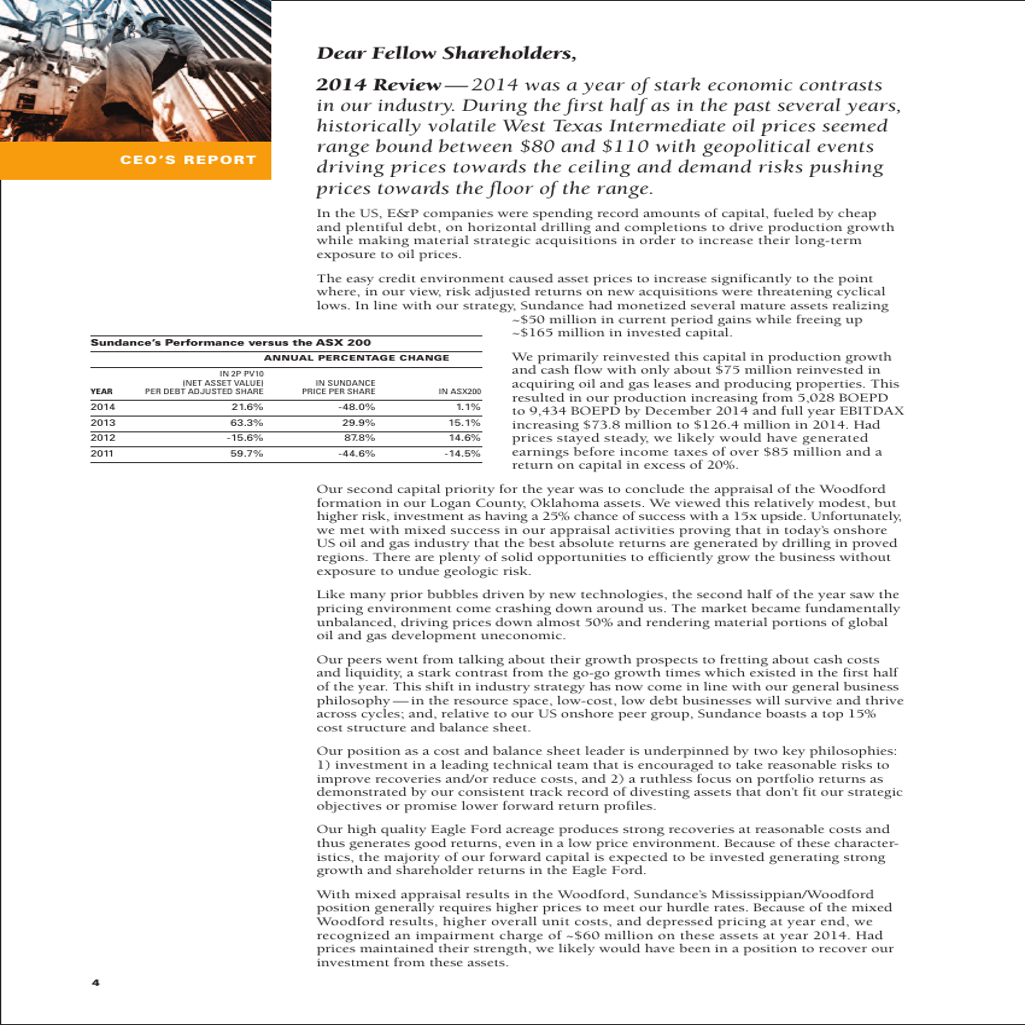 CEO'S REPORT
Dear Fellow Shareholders,
2014 Review — 2014 was a year of stark economic contrasts
in our industry. During the first half as in the past several years,
historically volatile West Texas Intermediate oil prices seemed
range bound between $80 and $110 with geopolitical events
driving prices towards the ceiling and demand risks pushing
prices towards the floor of the range.
In the US, E&P companies were spending record amounts of capital, fueled by cheap
and plentiful debt, on horizontal drilling and completions to drive production growth
while making material strategic acquisitions in order to increase their long-term
exposure to oil prices.
The easy credit environment caused asset prices to increase significantly to the point
where, in our view, risk adjusted returns on new acquisitions were threatening cyclical
lows. In line with our strategy, Sundance had monetized several mature assets realizing
~$50 million in current period gains while freeing up
~$165 million in invested capital.
Sundance's Performance versus the ASX 200
ANNUAL PERCENTAGE CHANGE
IN 2P PV10
(NET ASSET VALUE) IN SUNDANCE
YEAR PER DEBT ADJUSTED SHARE PRICE PER SHARE IN ASX200
2014 21.6% -48.0% 1.1%
2013 63.3% 29.9% 15.1%
2012 -15.6% 87.8% 14.6%
2011 59.7% -44.6% -14.5%
We primarily reinvested this capital in production growth
and cash flow with only about $75 million reinvested in
acquiring oil and gas leases and producing properties. This
resulted in our production increasing from 5,028 BOEPD
to 9,434 BOEPD by December 2014 and full year EBITDAX
increasing $73.8 million to $126.4 million in 2014. Had
prices stayed steady, we likely would have generated
earnings before income taxes of over $85 million and a
return on capital in excess of 20%.
Our second capital priority for the year was to conclude the appraisal of the Woodford
formation in our Logan County, Oklahoma assets. We viewed this relatively modest, but
higher risk, investment as having a 25% chance of success with a 15x upside. Unfortunately,
we met with mixed success in our appraisal activities proving that in today's onshore
US oil and gas industry that the best absolute returns are generated by drilling in proved
regions. There are plenty of solid opportunities to efficiently grow the business without
exposure to undue geologic risk.
Like many prior bubbles driven by new technologies, the second half of the year saw the
pricing environment come crashing down around us. The market became fundamentally
unbalanced, driving prices down almost 50% and rendering material portions of global
oil and gas development uneconomic.
Our peers went from talking about their growth prospects to fretting about cash costs
and liquidity, a stark contrast from the go-go growth times which existed in the first half
of the year. This shift in industry strategy has now come in line with our general business
philosophy — in the resource space, low-cost, low debt businesses will survive and thrive
across cycles; and, relative to our US onshore peer group, Sundance boasts a top 15%
cost structure and balance sheet.
Our position as a cost and balance sheet leader is underpinned by two key philosophies:
1) investment in a leading technical team that is encouraged to take reasonable risks to
improve recoveries and/or reduce costs, and 2) a ruthless focus on portfolio returns as
demonstrated by our consistent track record of divesting assets that don't fit our strategic
objectives or promise lower forward return profiles.
Our high quality Eagle Ford acreage produces strong recoveries at reasonable costs and
thus generates good returns, even in a low price environment. Because of these character-
istics, the majority of our forward capital is expected to be invested generating strong
growth and shareholder returns in the Eagle Ford.
With mixed appraisal results in the Woodford, Sundance's Mississippian/Woodford
position generally requires higher prices to meet our hurdle rates. Because of the mixed
Woodford results, higher overall unit costs, and depressed pricing at year end, we
recognized an impairment charge of ~$60 million on these assets at year 2014. Had
prices maintained their strength, we likely would have been in a position to recover our
investment from these assets.
4